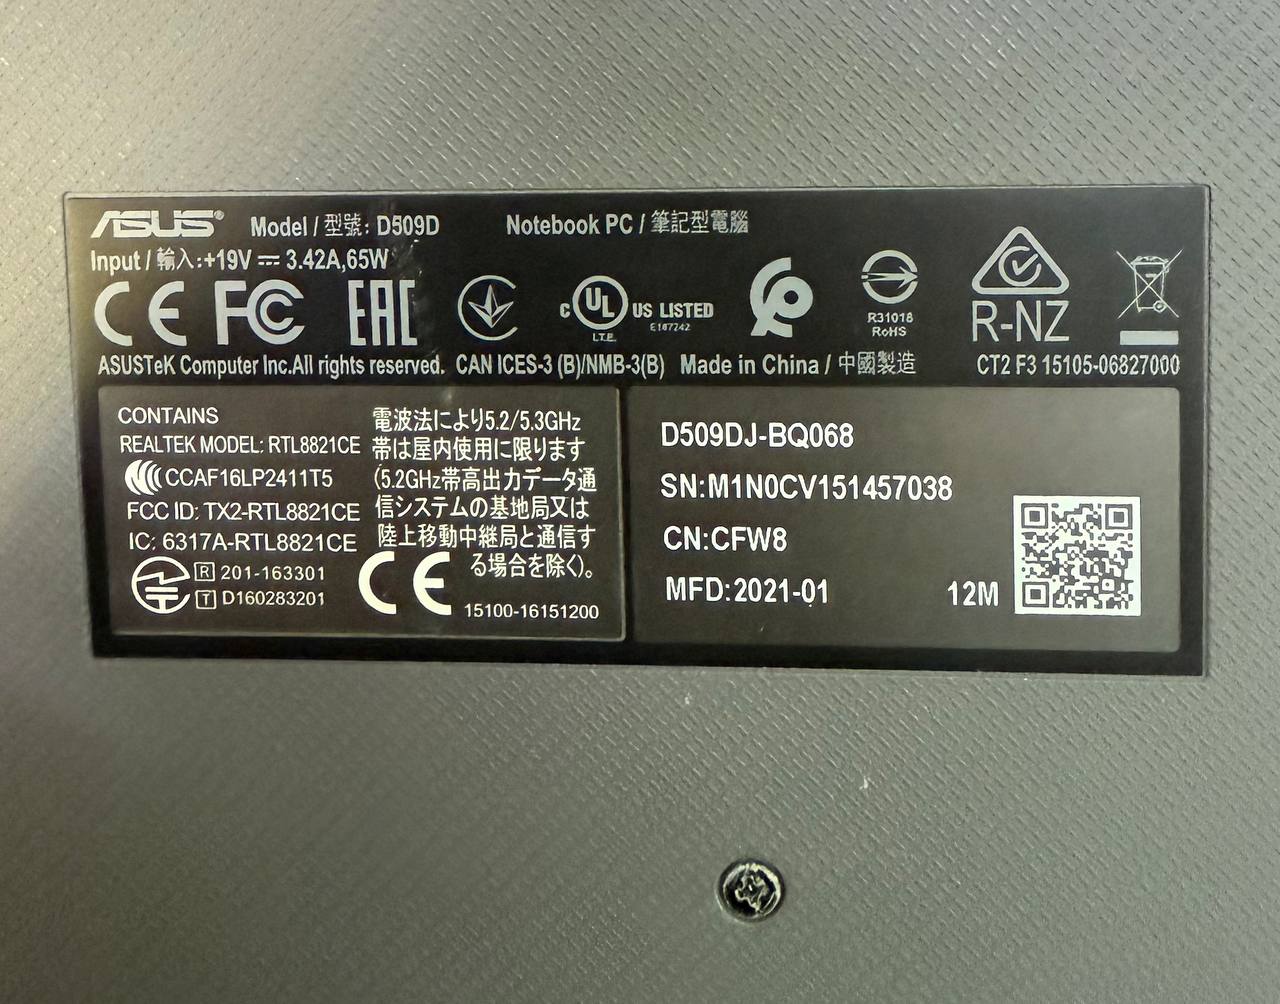 ASUS® Model / 型號: D509D Notebook PC / 筆記型電腦
Input / 輸入:+19V ⎓ 3.42A,65W
CE FC EAC C UL US LISTED R-NZ
E187242
I.T.E.
R31018
RoHS
ASUSTeK Computer Inc.All rights reserved. CAN ICES-3 (B)/NMB-3(B) Made in China / 中國製造 CT2 F3 15105-06827000
CONTAINS
REALTEK MODEL: RTL8821CE
CCAF16LP2411T5
FCC ID: TX2-RTL8821CE
IC: 6317A-RTL8821CE
R 201-163301
T D160283201
電波法により5.2/5.3GHz
帯は屋内使用に限ります
(5.2GHz帯高出力データ通
信システムの基地局又は
陸上移動中継局と通信す
る場合を除く)。
CE 15100-16151200
D509DJ-BQ068
SN:M1N0CV151457038
CN:CFW8
MFD:2021-01 12M